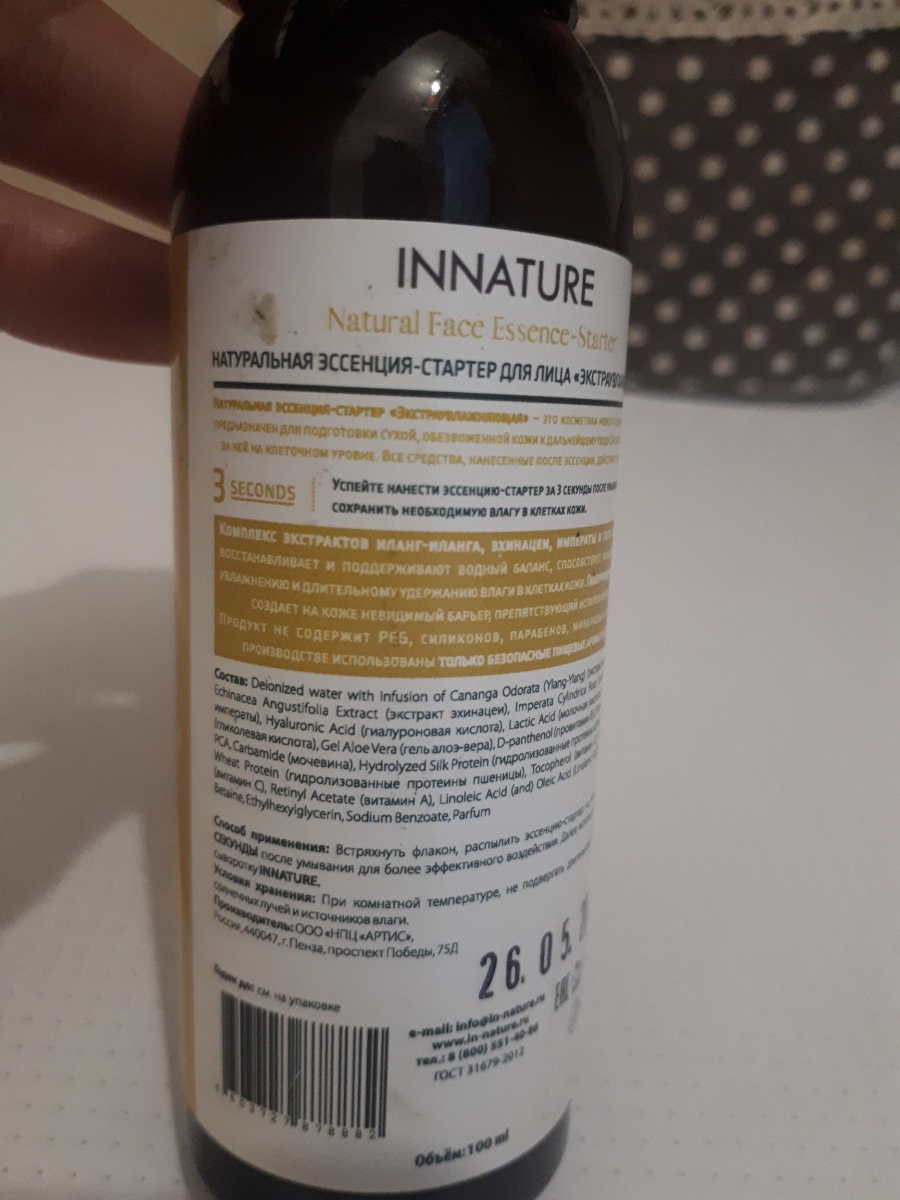 INNATURE
Natural Face Essence-Starter
НАТУРАЛЬНАЯ ЭССЕНЦИЯ-СТАРТЕР ДЛЯ ЛИЦА
НАТУРАЛЬНАЯ ЭССЕНЦИЯ-СТАРТЕР «ЭКСТРАУВЛАЖНЯЮЩАЯ» – ЭТО КОСМЕТИКА
ПРЕДНАЗНАЧЕН ДЛЯ ПОДГОТОВКИ СУХОЙ, ОБЕЗВОЖЕННОЙ КОЖИ К ДАЛЬНЕЙШЕМУ
ЗА НЕЙ НА КЛЕТОЧНОМ УРОВНЕ. ВСЕ СРЕДСТВА, НАНЕСЕННЫЕ ПОСЛЕ ЭССЕНЦИИ,
3 SECONDS
УСПЕЙТЕ НАНЕСТИ ЭССЕНЦИЮ-СТАРТЕР ЗА 3 СЕКУНДЫ ПОСЛЕ
СОХРАНИТЬ НЕОБХОДИМУЮ ВЛАГУ В КЛЕТКАХ КОЖИ.
КОМПЛЕКС ЭКСТРАКТОВ ИЛАНГ-ИЛАНГА, ЭХИНАЦЕИ, ИМПЕРАТЫ И
ВОССТАНАВЛИВАЕТ И ПОДДЕРЖИВАЮТ ВОДНЫЙ БАЛАНС, СПОСОБСТВУЕТ
УВЛАЖНЕНИЮ И ДЛИТЕЛЬНОМУ УДЕРЖАНИЮ ВЛАГИ В КЛЕТКАХ КОЖИ.
СОЗДАЕТ НА КОЖЕ НЕВИДИМЫЙ БАРЬЕР, ПРЕПЯТСТВУЮЩИЙ
ПРОДУКТ НЕ СОДЕРЖИТ PEG, СИЛИКОНОВ, ПАРАБЕНОВ,
ПРОИЗВОДСТВЕ ИСПОЛЬЗОВАНЫ ТОЛЬКО БЕЗОПАСНЫЕ ПИЩЕВЫЕ
Состав: Deionized water with Infusion of Cananga Odorata (Ylang-Ylang)
Echinacea Angustifolia Extract (экстракт эхинацеи), Imperata Cylindrica Root
императы), Hyaluronic Acid (гиалуроновая кислота), Lactic Acid (молочная
(гликолевая кислота), Gel Aloe Vera (гель алоэ-вера), D-panthenol
PCA, Carbamide (мочевина), Hydrolyzed Silk Protein (гидролизованные протеины
Wheat Protein (гидролизованные протеины пшеницы), Tocopherol
(витамин С), Retinyl Acetate (витамин А), Linoleic Acid (and) Oleic Acid
Betaine, Ethylhexylglycerin, Sodium Benzoate, Parfum
Способ применения: Встряхнуть флакон, распылить эссенцию-стартер
СЕКУНДЫ после умывания для более эффективного воздействия. Далее
сыворотку INNATURE.
Условия хранения: При комнатной температуре, не подвергать
солнечных лучей и источников влаги.
Производитель: ООО «НПЦ «АРТИС»,
Россия, 440047, г. Пенза, проспект Победы, 75Д
26. 05.
EAC
см. на упаковке
e-mail: info@in-nature.ru
www.in-nature.ru
тел.: 8 (800) 551-40-86
ГОСТ 31679-2012
Объём: 100 ml